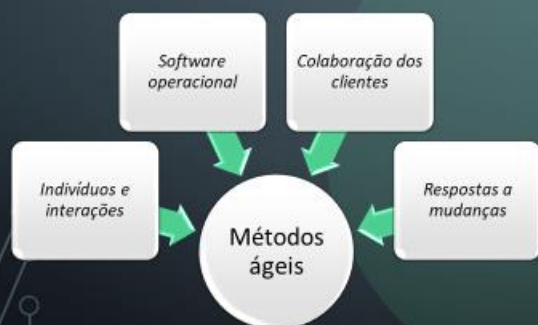 Software
operacional
Colaboração dos
clientes
Indivíduos e
interações
Respostas a
mudanças
Métodos
ágeis